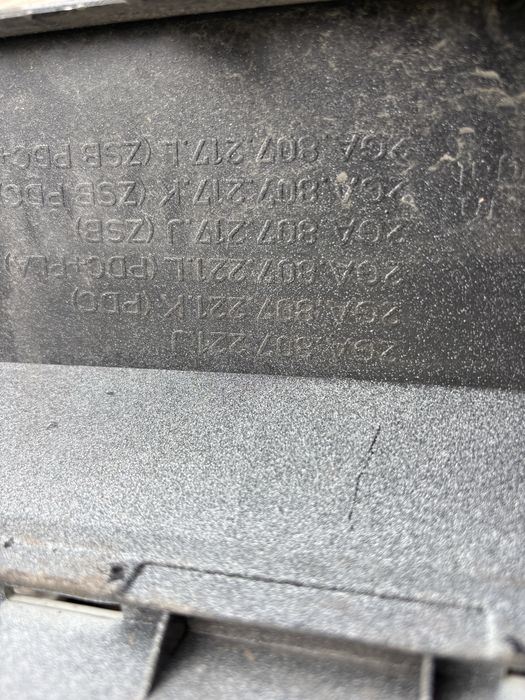 2GA.807.221.J
2GA.807.221.K (PDC)
2GA.807.221.L (PDC+PLA)
2GA.807.217.J (ZSB)
2GA.807.217.K (ZSB PDC)
2GA.807.217.L (ZSB PDC+